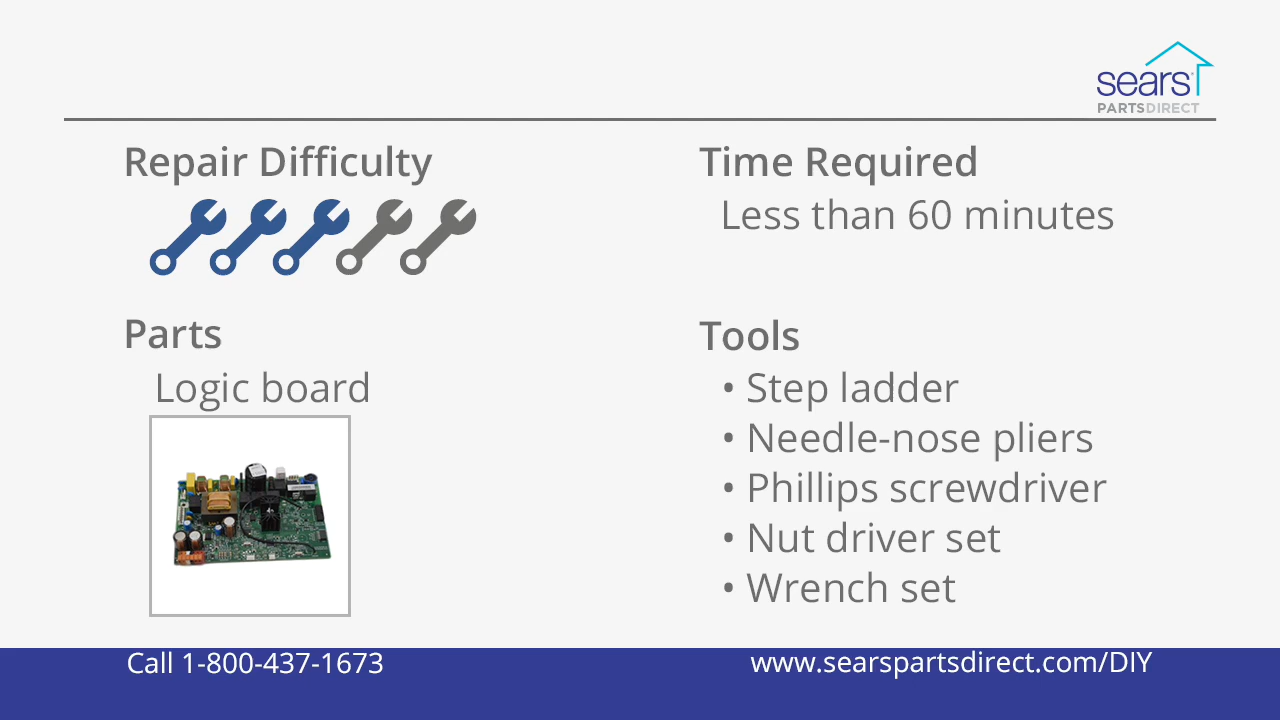 sears
PARTSDIRECT
Repair Difficulty
Time Required
Less than 60 minutes
Parts
Logic board
Tools
• Step ladder
• Needle-nose pliers
• Phillips screwdriver
• Nut driver set
• Wrench set
Call 1-800-437-1673
www.searspartsdirect.com/DIY